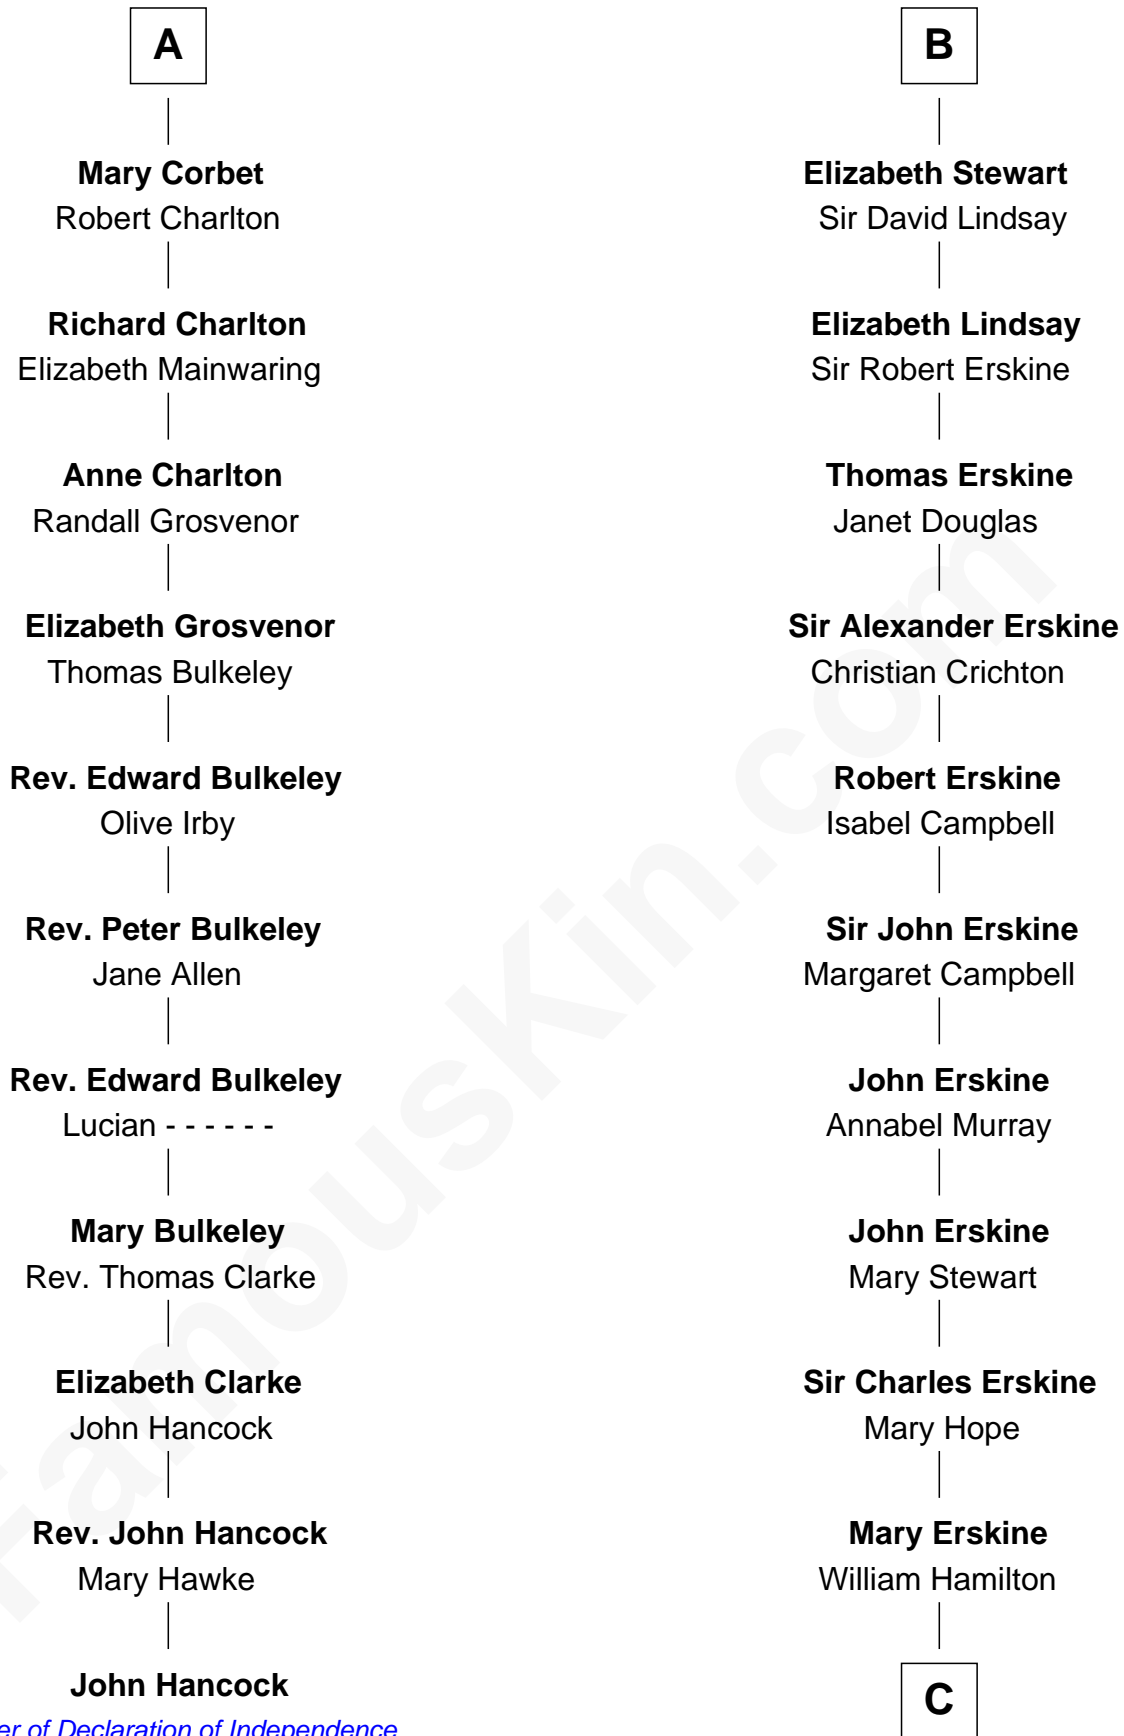 A
Mary Corbet
Robert Charlton
Richard Charlton
Elizabeth Mainwaring
Anne Charlton
Randall Grosvenor
Elizabeth Grosvenor
Thomas Bulkeley
Rev. Edward Bulkeley
Olive Irby
Rev. Peter Bulkeley
Jane Allen
Rev. Edward Bulkeley
Lucian - - - - - -
Mary Bulkeley
Rev. Thomas Clarke
Elizabeth Clarke
John Hancock
Rev. John Hancock
Mary Hawke
John Hancock
er of Declaration of Independence
B
Elizabeth Stewart
Sir David Lindsay
Elizabeth Lindsay
Sir Robert Erskine
Thomas Erskine
Janet Douglas
Sir Alexander Erskine
Christian Crichton
Robert Erskine
Isabel Campbell
Sir John Erskine
Margaret Campbell
John Erskine
Annabel Murray
John Erskine
Mary Stewart
Sir Charles Erskine
Mary Hope
Mary Erskine
William Hamilton
C
FamousKin.com